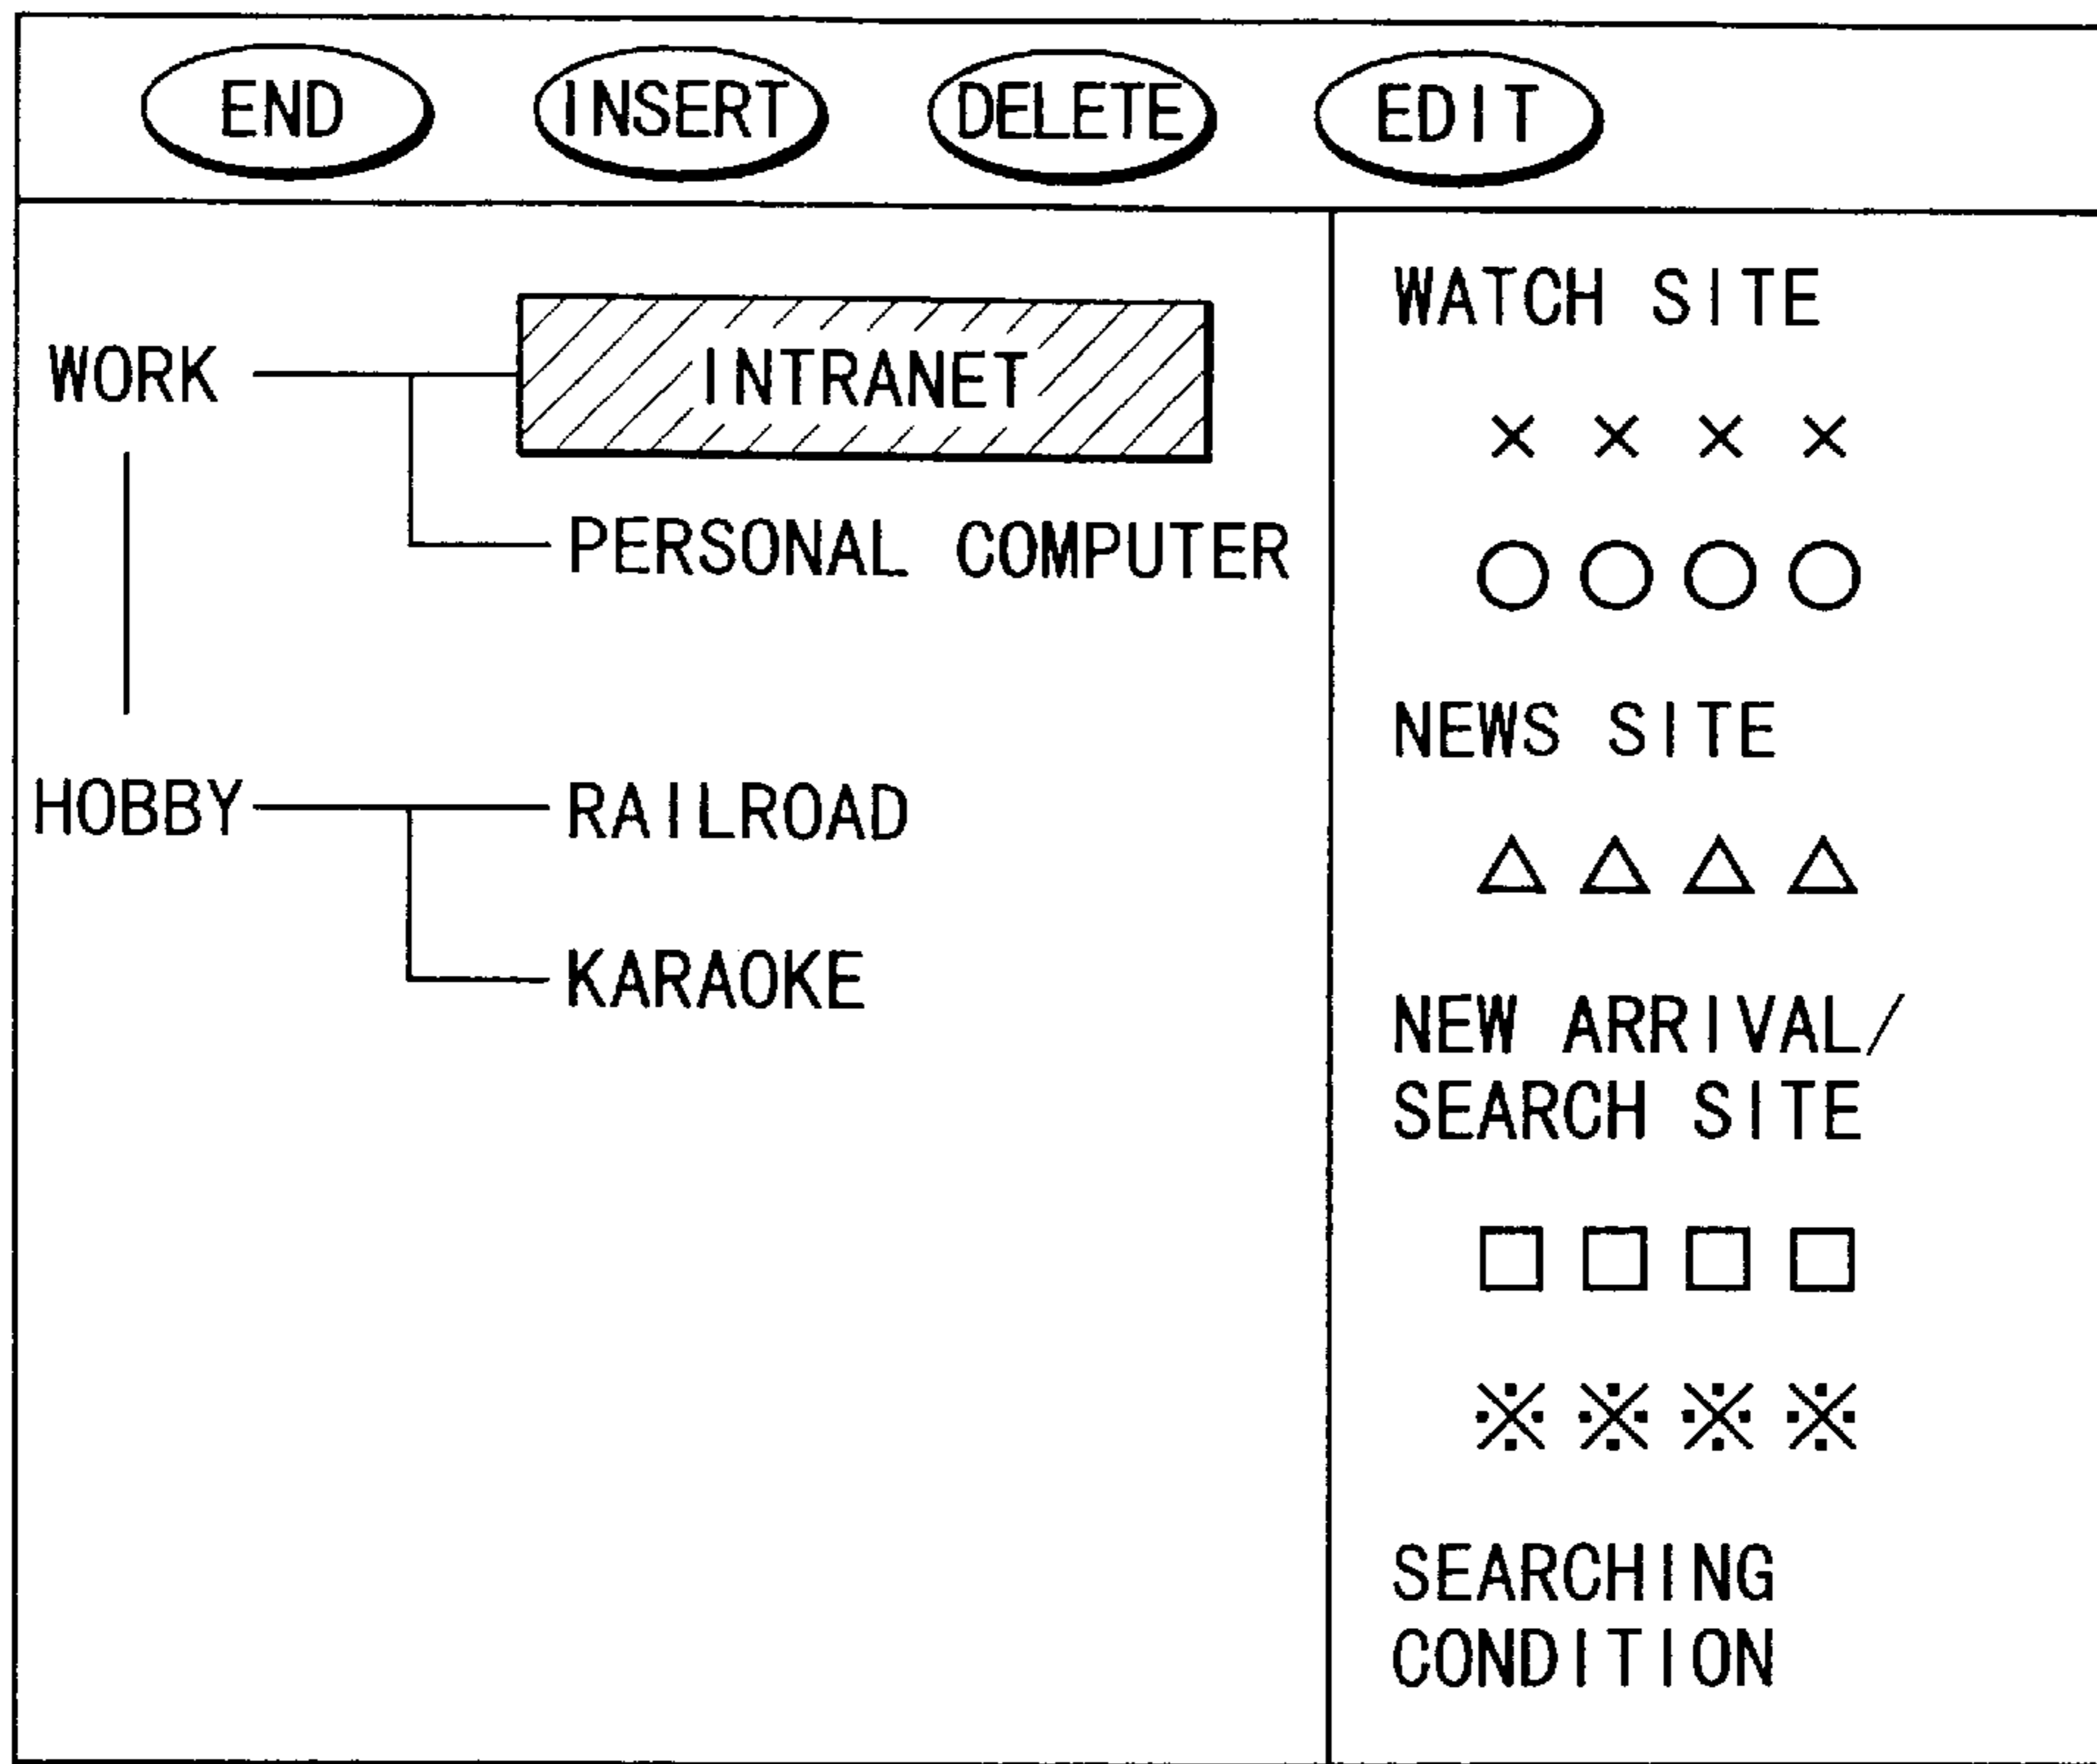 END INSERT DELETE EDIT
WORK INTRANET
PERSONAL COMPUTER
HOBBY RAILROAD
KARAOKE
WATCH SITE
××××
○○○○
NEWS SITE
△△△△
NEW ARRIVAL/
SEARCH SITE
□□□□
※※※※
SEARCHING
CONDITION